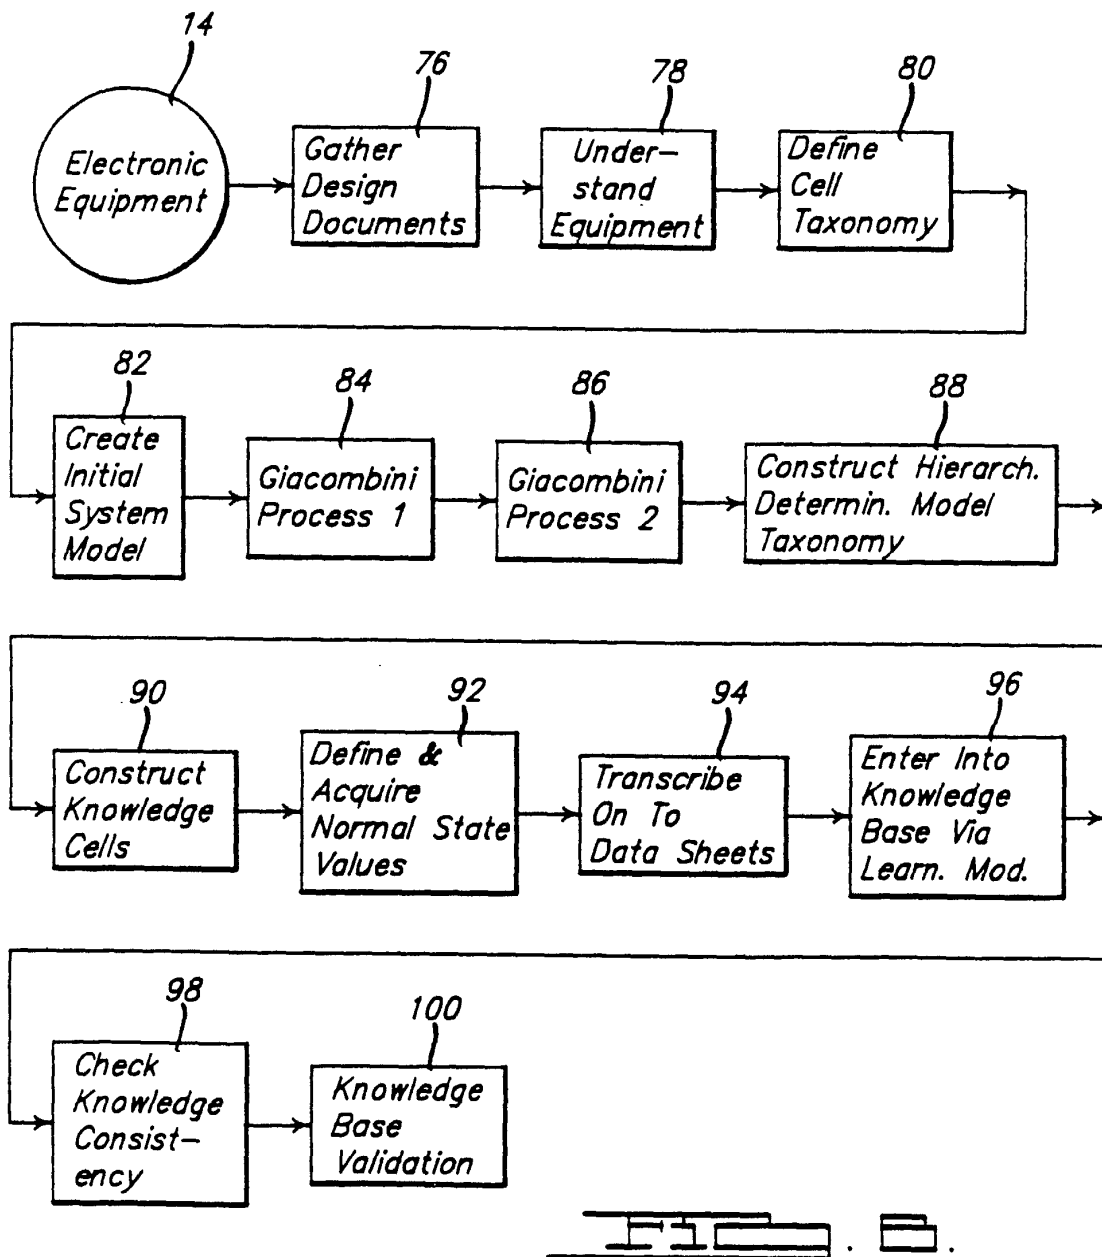 14
76
78
80
Electronic
Equipment
Gather
Design
Documents
Under-
stand
Equipment
Define
Cell
Taxonomy
82
84
86
88
Create
Initial
System
Model
Giacombini
Process 1
Giacombini
Process 2
Construct Hierarch.
Determin. Model
Taxonomy
90
92
94
96
Construct
Knowledge
Cells
Define &
Acquire
Normal State
Values
Transcribe
On To
Data Sheets
Enter Into
Knowledge
Base Via
Learn. Mod.
98
100
Check
Knowledge
Consist-
ency
Knowledge
Base
Validation